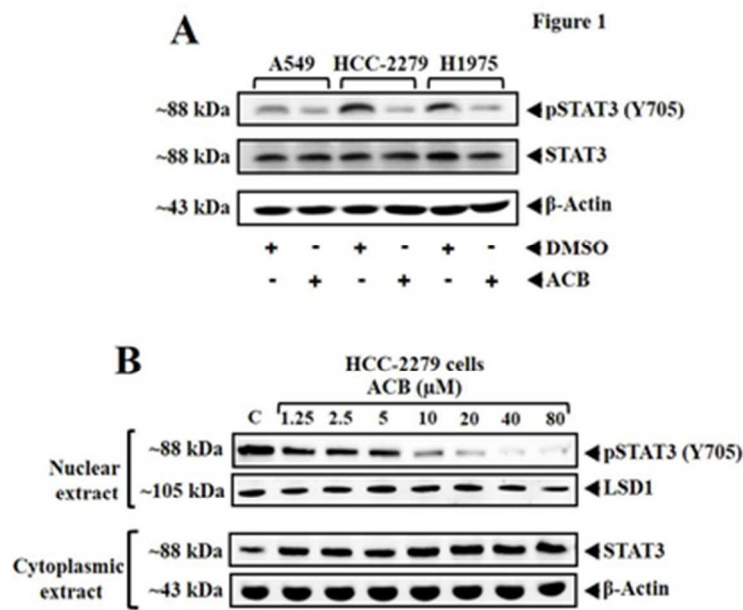 Figure 1
A
A549 HCC-2279 H1975
~88 kDa pSTAT3 (Y705)
~88 kDa STAT3
~43 kDa β-Actin
+ - + - + - DMSO
- + - + - + ACB
B
HCC-2279 cells
ACB (μM)
C 1.25 2.5 5 10 20 40 80
Nuclear extract
~88 kDa pSTAT3 (Y705)
~105 kDa LSD1
Cytoplasmic extract
~88 kDa STAT3
~43 kDa β-Actin